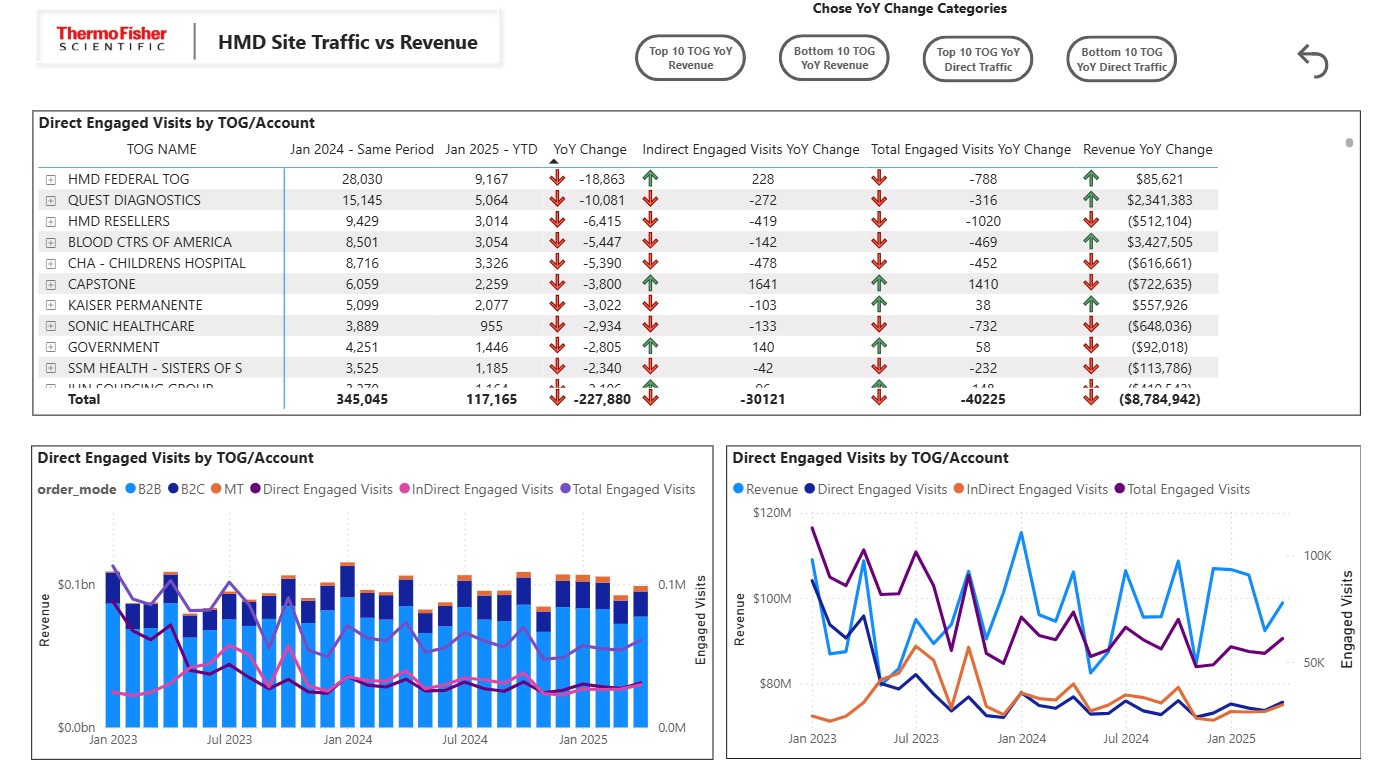 Chose YoY Change Categories
ThermoFisher
SCIENTIFIC
HMD Site Traffic vs Revenue
Top 10 TOG YoY
Revenue
Bottom 10 TOG
YoY Revenue
Top 10 TOG YoY
Direct Traffic
Bottom 10 TOG
YoY Direct Traffic
Direct Engaged Visits by TOG/Account
TOG NAME Jan 2024 - Same Period Jan 2025 - YTD YoY Change Indirect Engaged Visits YoY Change Total Engaged Visits YoY Change Revenue YoY Change
HMD FEDERAL TOG 28,030 9,167 -18,863 228 -788 $85,621
QUEST DIAGNOSTICS 15,145 5,064 -10,081 -272 -316 $2,341,383
HMD RESELLERS 9,429 3,014 -6,415 -419 -1020 ($512,104)
BLOOD CTRS OF AMERICA 8,501 3,054 -5,447 -142 -469 $3,427,505
CHA - CHILDRENS HOSPITAL 8,716 3,326 -5,390 -478 -452 ($616,661)
CAPSTONE 6,059 2,259 -3,800 1641 1410 ($722,635)
KAISER PERMANENTE 5,099 2,077 -3,022 -103 38 $557,926
SONIC HEALTHCARE 3,889 955 -2,934 -133 -732 ($648,036)
GOVERNMENT 4,251 1,446 -2,805 140 58 ($92,018)
SSM HEALTH - SISTERS OF S 3,525 1,185 -2,340 -42 -232 ($113,786)
Total 345,045 117,165 -227,880 -30121 -40225 ($8,784,942)
Direct Engaged Visits by TOG/Account
order_mode B2B B2C MT Direct Engaged Visits InDirect Engaged Visits Total Engaged Visits
$0.1bn 0.1M
Revenue
Engaged Visits
$0.0bn 0.0M
Jan 2023 Jul 2023 Jan 2024 Jul 2024 Jan 2025
Direct Engaged Visits by TOG/Account
Revenue Direct Engaged Visits InDirect Engaged Visits Total Engaged Visits
$120M
100K
$100M
Revenue
Engaged Visits
50K
$80M
Jan 2023 Jul 2023 Jan 2024 Jul 2024 Jan 2025